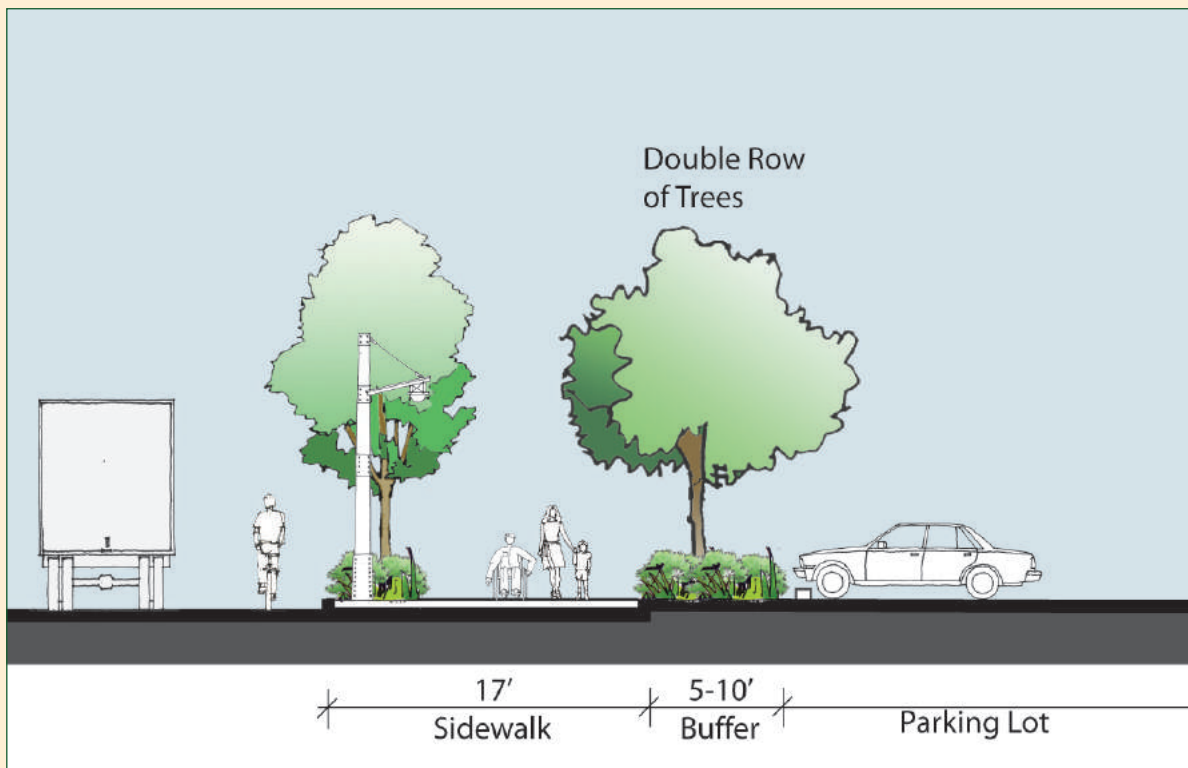 Double Row
of Trees
17’
Sidewalk
5-10’
Buffer
Parking Lot